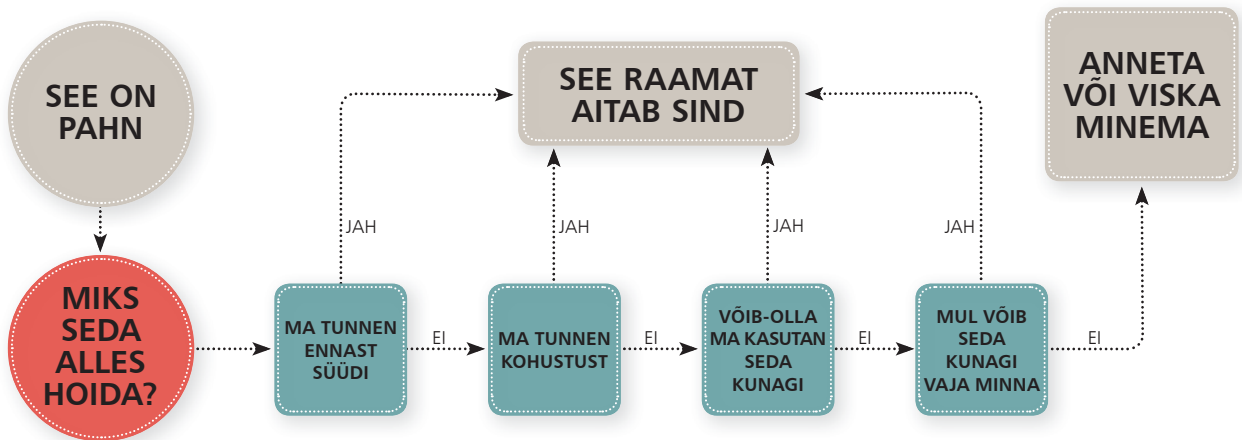 SEE ON
PAHN
SEE RAAMAT
AITAB SIND
ANNETA
VÕI VISKA
MINEMA
JAH
JAH
JAH
JAH
MIKS
SEDA
ALLES
HOIDA?
MA TUNNEN
ENNAST
SÜÜDI
EI
MA TUNNEN
KOHUSTUST
EI
VÕIB-OLLA
MA KASUTAN
SEDA
KUNAGI
EI
MUL VÕIB
SEDA
KUNAGI
VAJA MINNA
EI